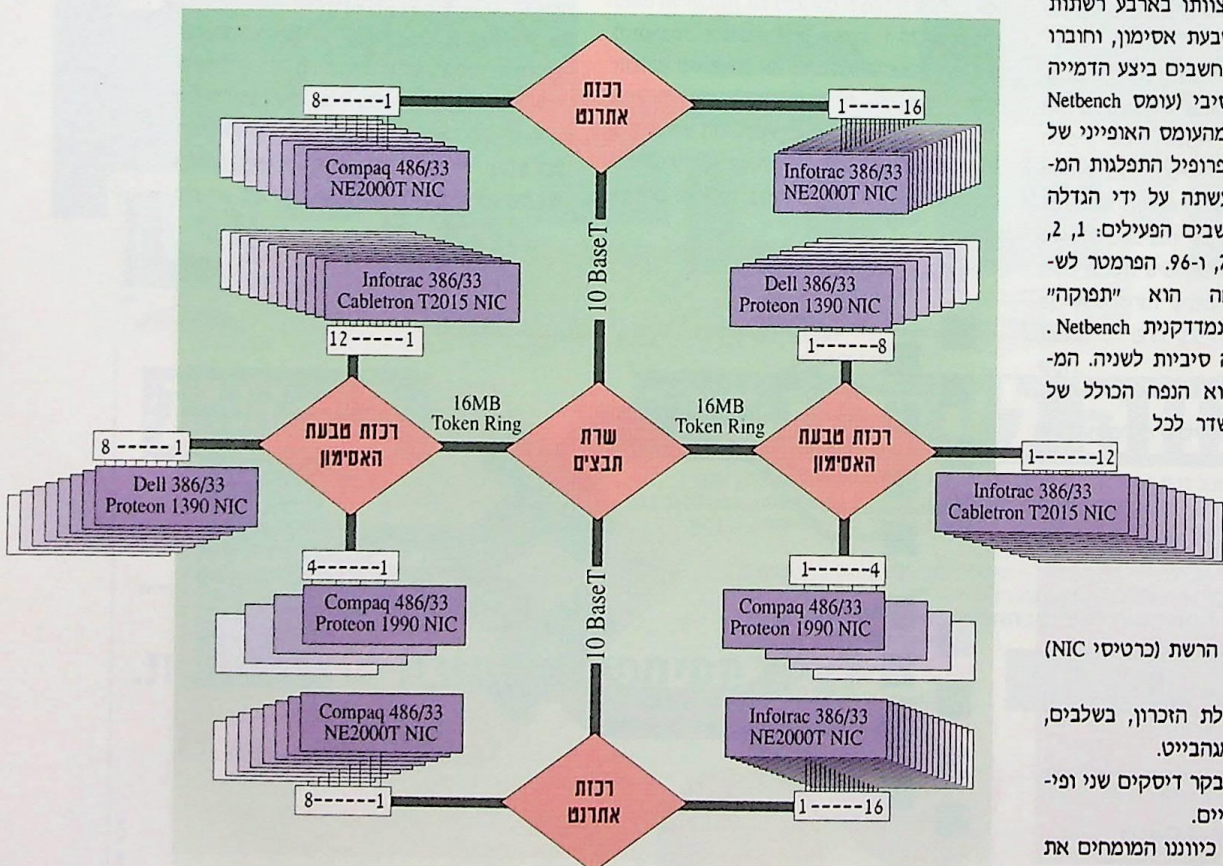 רכזת
אתרנט
8------1
1-----16
Compaq 486/33
NE2000T NIC
Infotrac 386/33
NE2000T NIC
10 BaseT
Infotrac 386/33
Cabletron T2015 NIC
Dell 386/33
Proteon 1390 NIC
12-----1
1------8
רכזת טבעת
האסימון
16MB
Token Ring
שרת
תבצים
16MB
Token Ring
רכזת טבעת
האסימון
8-----1
1------12
Dell 386/33
Proteon 1390 NIC
Infotrac 386/33
Cabletron T2015 NIC
4------1
1------4
Compaq 486/33
Proteon 1990 NIC
Compaq 486/33
Proteon 1990 NIC
10 BaseT
Compaq 486/33
NE2000T NIC
Infotrac 386/33
NE2000T NIC
8------1
1-----16
רכזת
אתרנט
צוותו בארבע רשתות
טבעת אסימון, וחוברו
חשבים ביצע הדמייה
סיבי (עומס Netbench
מהעומס האופייני של
פרופיל התפלגות המ-
עשתה על ידי הגדלה
שבים הפעילים: 1, 2,
ו-96. הפרמטר לש-
ה הוא "תפוקה"
נמדדקנית Netbench.
ה סיביות לשניה. המ-
וא הנפח הכולל של
שדר לכל
הרשת (כרטיסי NIC)
לת הזכרון, בשלבים,
מגהבייט.
בקר דיסקים שני ופי-
יים.
כיווננו המומחים את